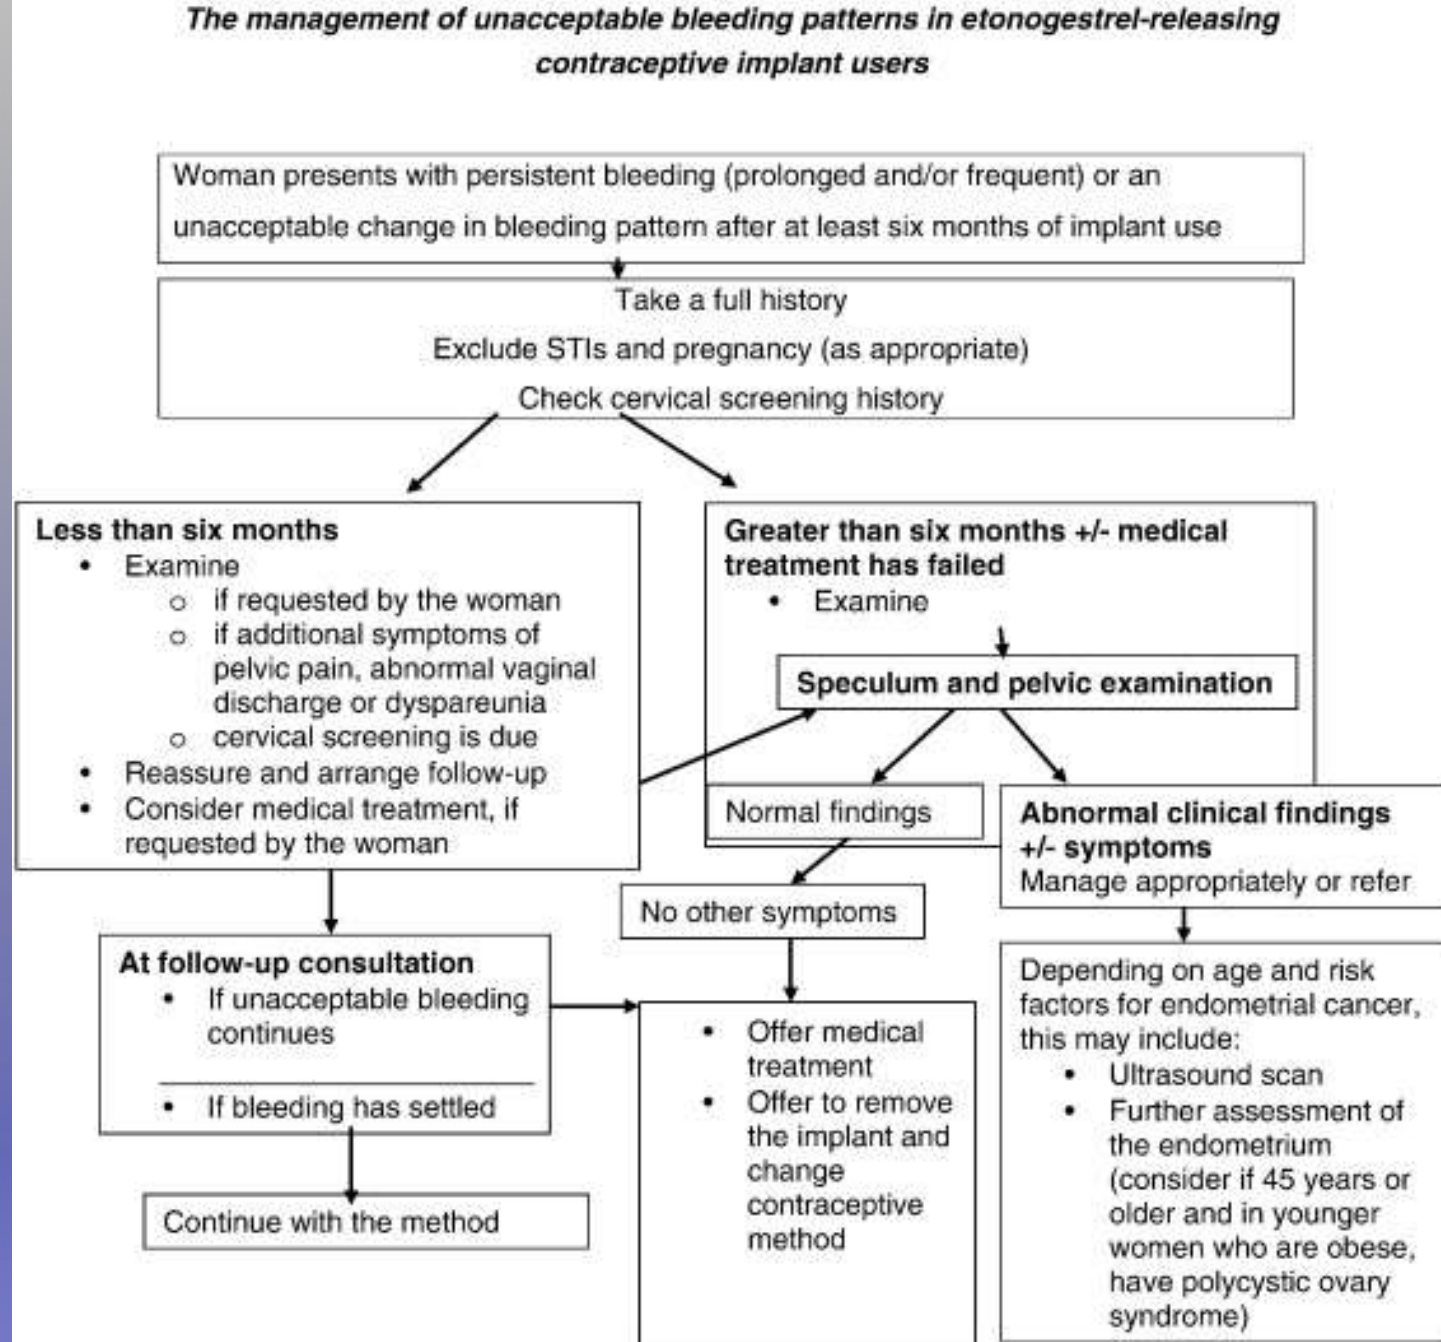 The management of unacceptable bleeding patterns in etonogestrel-releasing
contraceptive implant users
Woman presents with persistent bleeding (prolonged and/or frequent) or an
unacceptable change in bleeding pattern after at least six months of implant use
Take a full history
Exclude STIs and pregnancy (as appropriate)
Check cervical screening history
Less than six months
• Examine
o if requested by the woman
o if additional symptoms of
pelvic pain, abnormal vaginal
discharge or dyspareunia
o cervical screening is due
• Reassure and arrange follow-up
• Consider medical treatment, if
requested by the woman
Greater than six months +/- medical
treatment has failed
• Examine
Speculum and pelvic examination
Normal findings
Abnormal clinical findings
+/- symptoms
Manage appropriately or refer
No other symptoms
At follow-up consultation
• If unacceptable bleeding
continues
• If bleeding has settled
Continue with the method
• Offer medical
treatment
• Offer to remove
the implant and
change
contraceptive
method
Depending on age and risk
factors for endometrial cancer,
this may include:
• Ultrasound scan
• Further assessment of
the endometrium
(consider if 45 years or
older and in younger
women who are obese,
have polycystic ovary
syndrome)